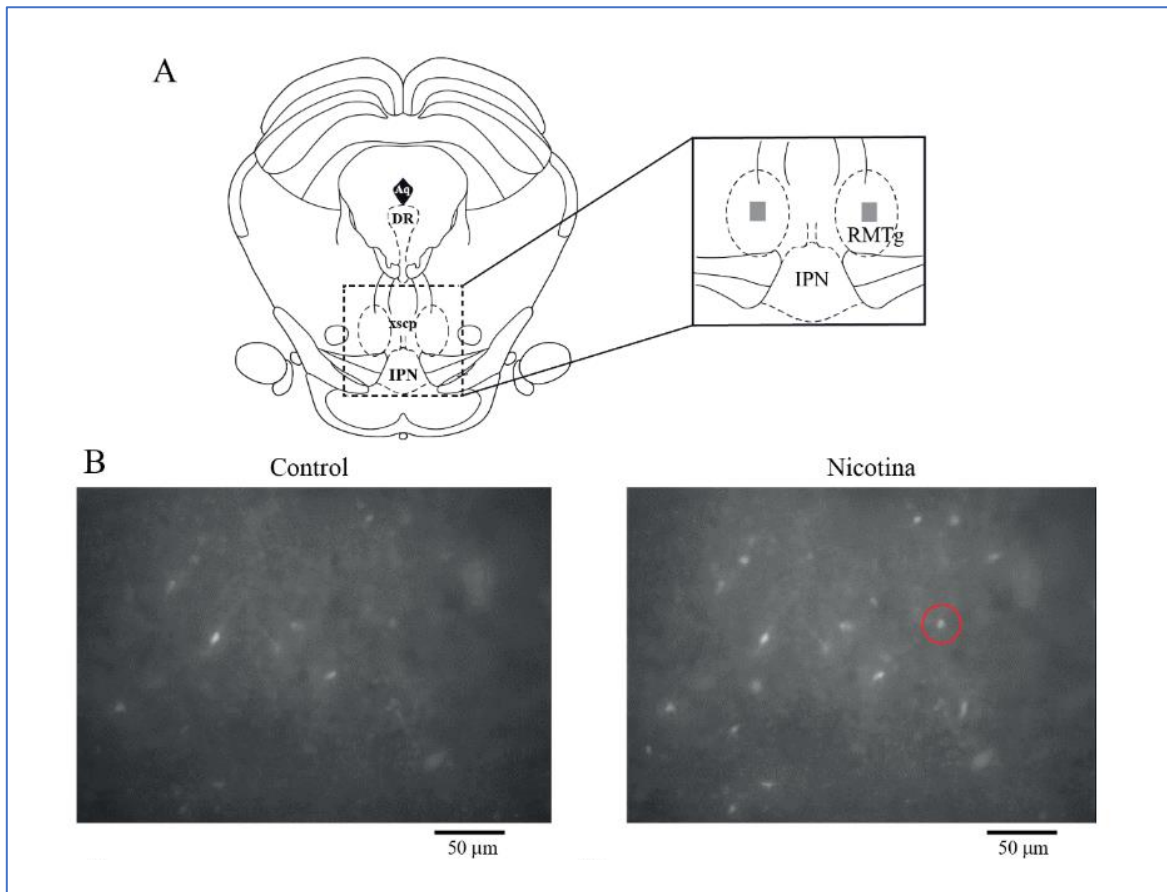 A
Aq
DR
xscp
IPN
RMTg
IPN
B
Control
Nicotina
50 µm
50 µm